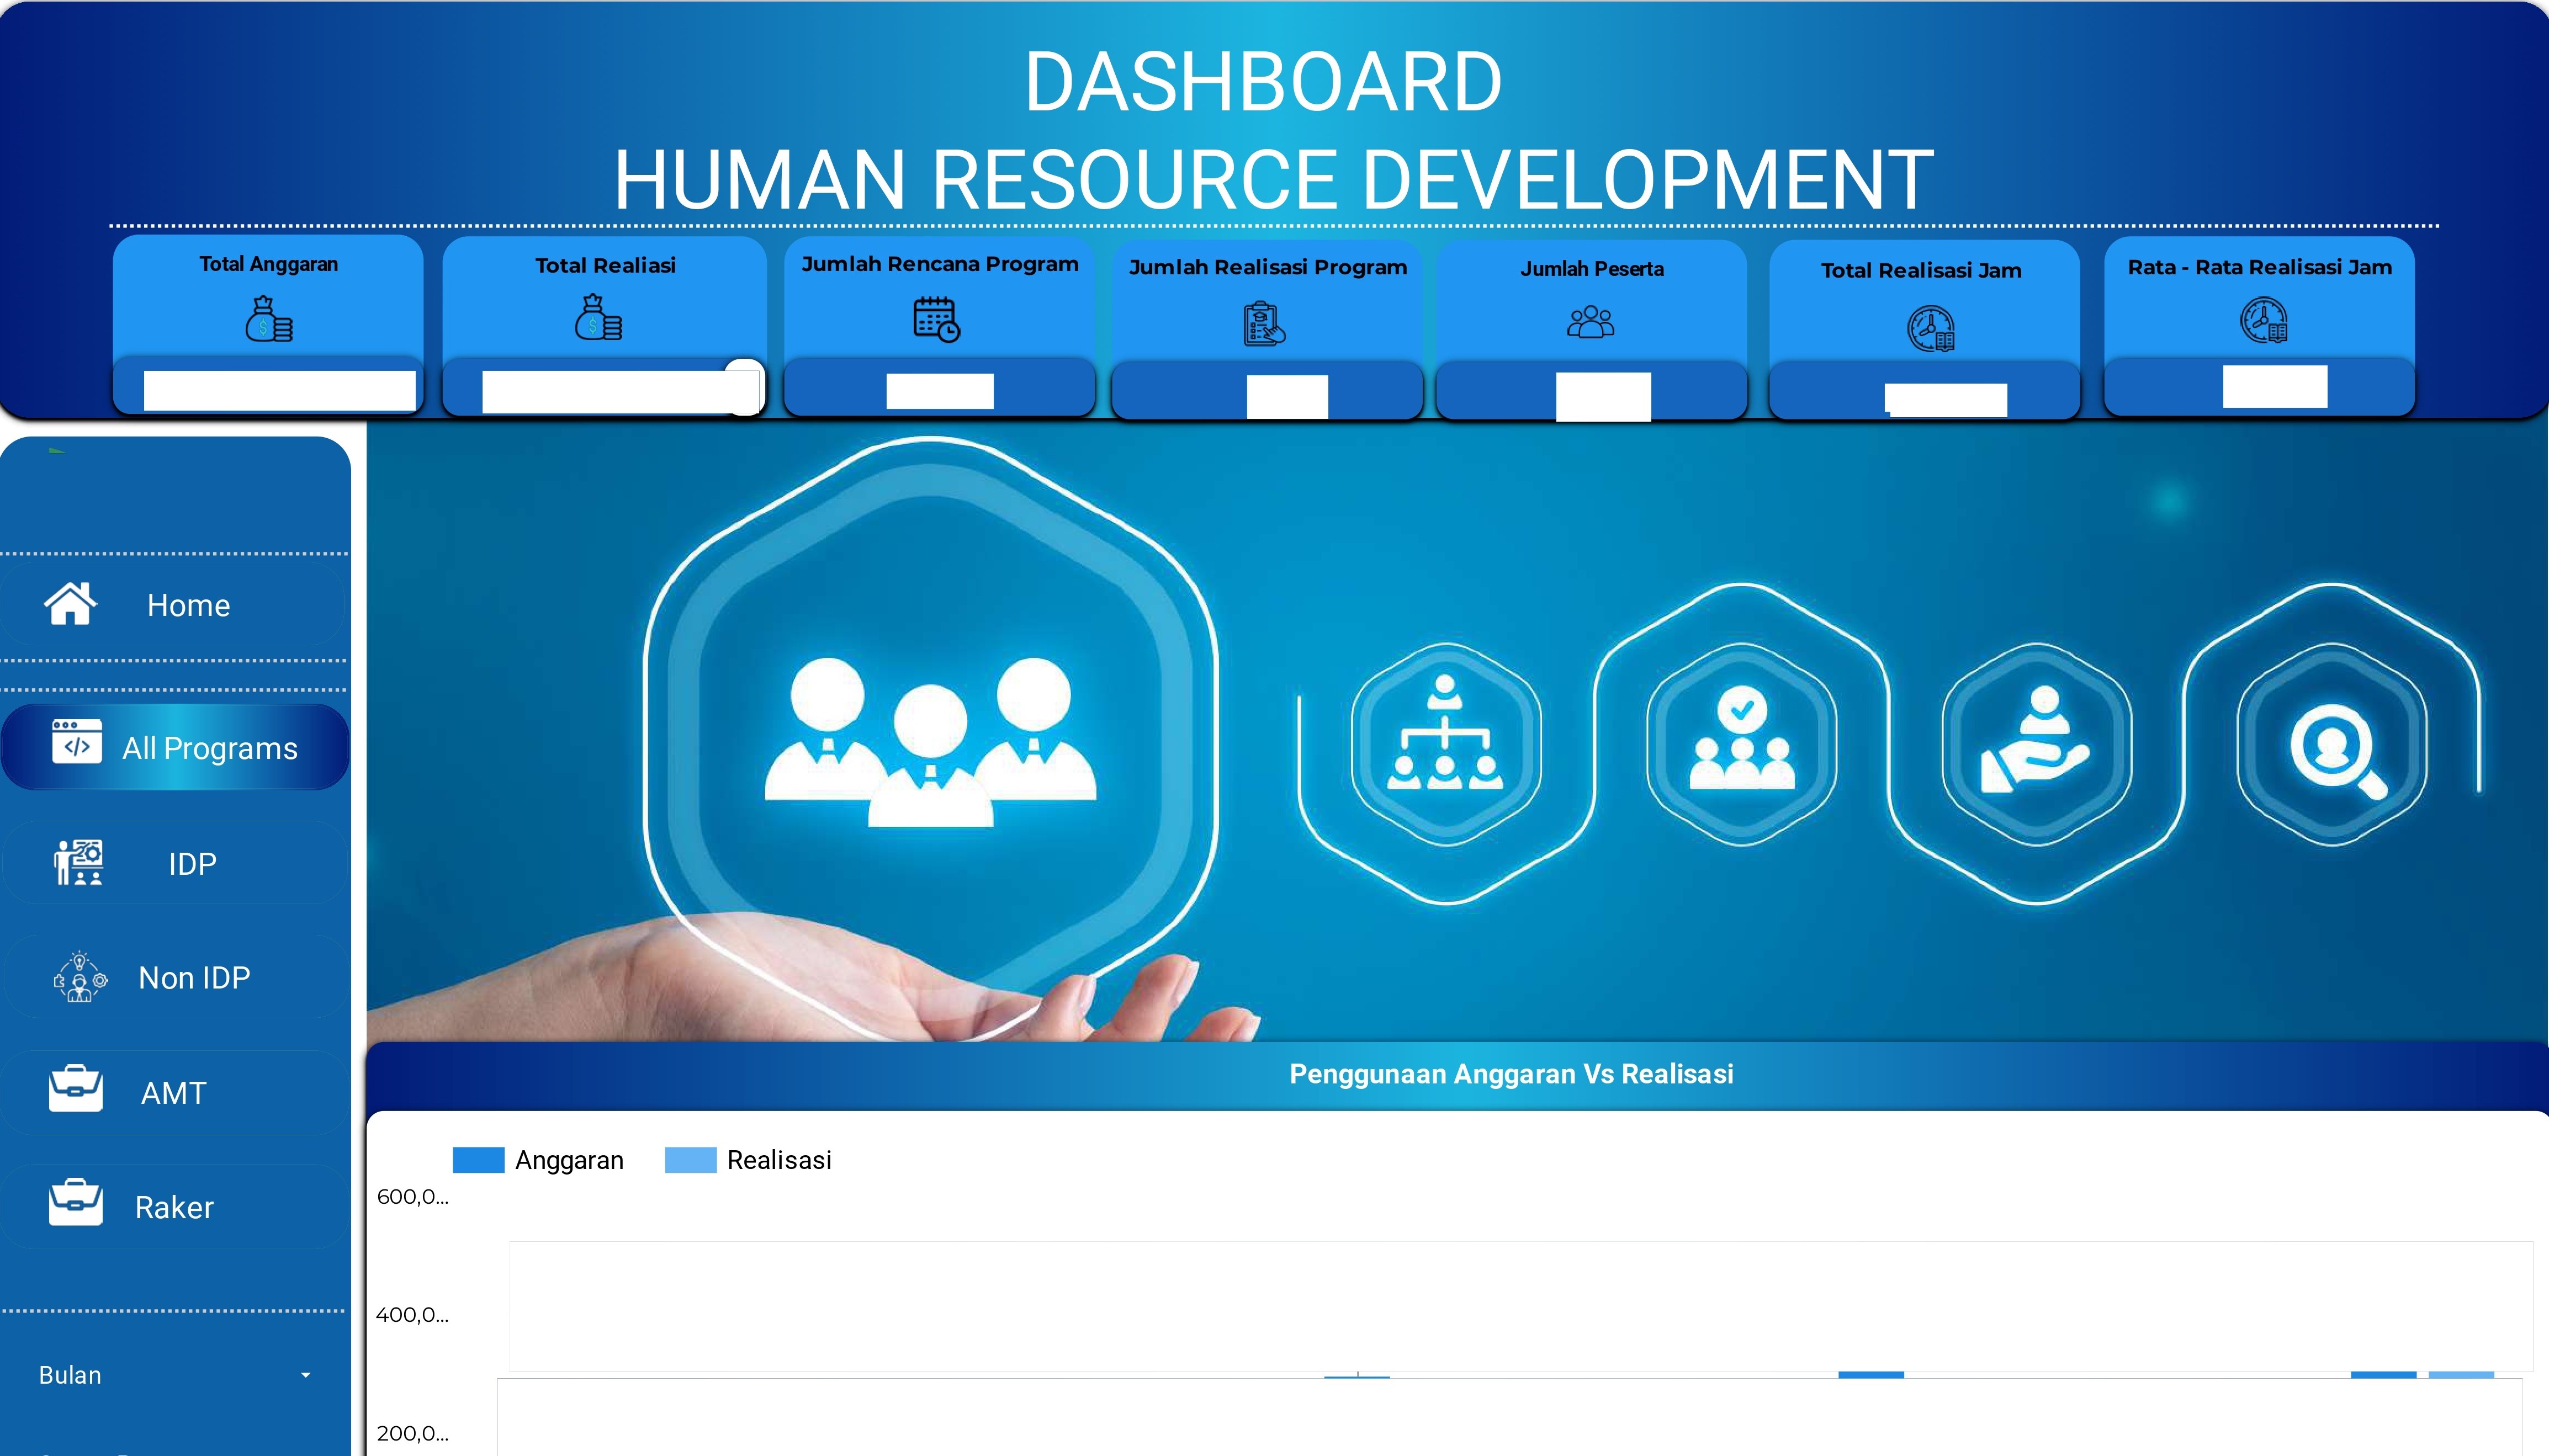 DASHBOARD
HUMAN RESOURCE DEVELOPMENT
Total Anggaran
Total Realiasi
Jumlah Rencana Program
Jumlah Realisasi Program
Jumlah Peserta
Total Realisasi Jam
Rata - Rata Realisasi Jam
Home
All Programs
IDP
Non IDP
AMT
Raker
Bulan
Penggunaan Anggaran Vs Realisasi
Anggaran
Realisasi
600,0...
400,0...
200,0...